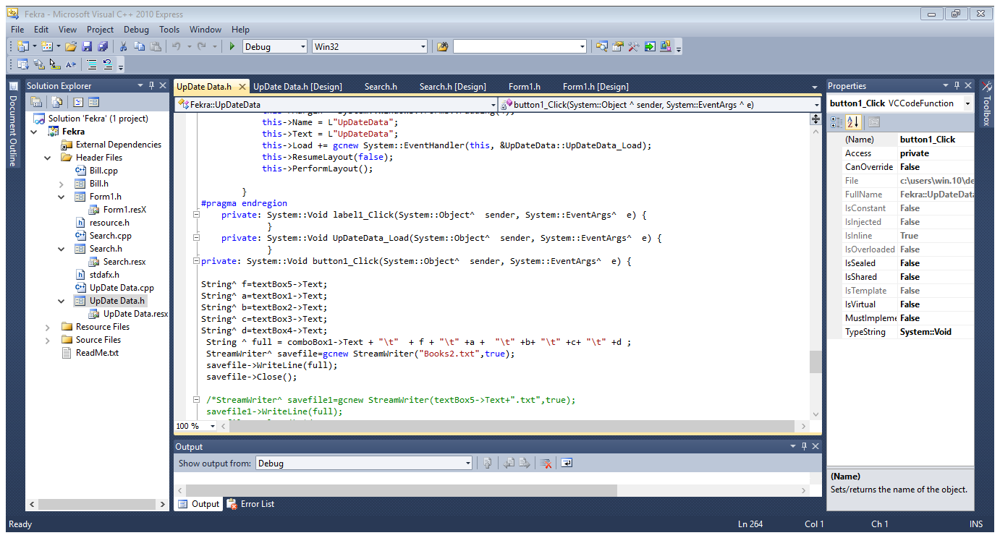 Fekra - Microsoft Visual C++ 2010 Express
File Edit View Project Debug Tools Window Help
Debug Win32
Document Outline
Solution Explorer
Solution 'Fekra' (1 project)
Fekra
External Dependencies
Header Files
Bill.cpp
Bill.h
Form1.h
Form1.resX
resource.h
Search.cpp
Search.h
Search.resx
stdafx.h
UpDate Data.cpp
UpDate Data.h
UpDate Data.resx
Resource Files
Source Files
ReadMe.txt
UpDate Data.h UpDate Data.h [Design] Search.h Search.h [Design] Form1.h Form1.h [Design]
Fekra::UpDateData button1_Click(System::Object ^ sender, System::EventArgs ^ e)
this->Name = L"UpDateData";
this->Text = L"UpDateData";
this->Load += gcnew System::EventHandler(this, &UpDateData::UpDateData_Load);
this->ResumeLayout(false);
this->PerformLayout();
}
#pragma endregion
private: System::Void label1_Click(System::Object^  sender, System::EventArgs^  e) {
}
private: System::Void UpDateData_Load(System::Object^  sender, System::EventArgs^  e) {
}
private: System::Void button1_Click(System::Object^  sender, System::EventArgs^  e) {
String^ f=textBox5->Text;
String^ a=textBox1->Text;
String^ b=textBox2->Text;
String^ c=textBox3->Text;
String^ d=textBox4->Text;
String ^ full = comboBox1->Text + "\t"  + f + "\t" +a +  "\t" +b+ "\t" +c+ "\t" +d ;
StreamWriter^ savefile=gcnew StreamWriter("Books2.txt",true);
savefile->WriteLine(full);
savefile->Close();
/*StreamWriter^ savefile1=gcnew StreamWriter(textBox5->Text+".txt",true);
savefile1->WriteLine(full);
100 %
Output
Show output from: Debug
Output Error List
Properties
button1_Click VCCodeFunction
(Name) button1_Click
Access private
CanOverride False
File c:\users\win.10\de
FullName Fekra::UpDateData
IsConstant False
IsInjected False
IsInline True
IsOverloaded False
IsSealed False
IsShared False
IsTemplate False
IsVirtual False
MustImpleme False
TypeString System::Void
(Name)
Sets/returns the name of the object.
Toolbox
Ready Ln 264 Col 1 Ch 1 INS